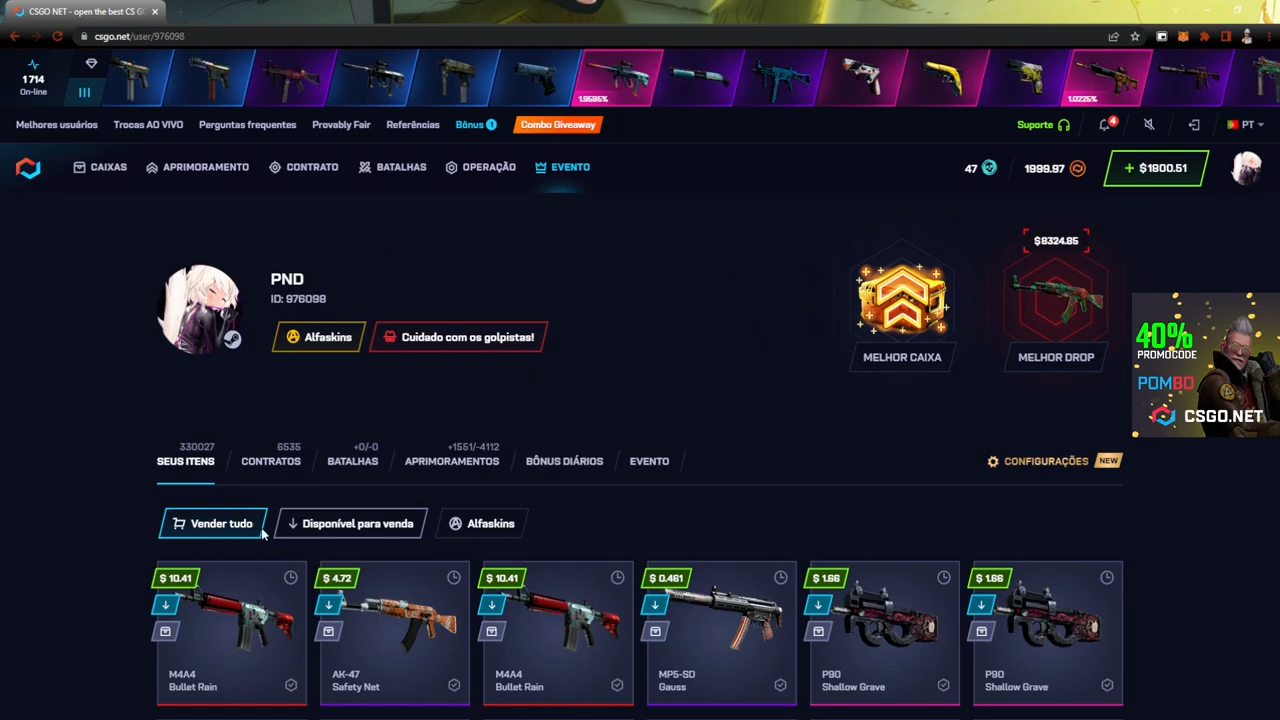 CSGO NET - open the best CS G
csgo.net/user/976098
1 714
On-line
1.9595%
1.0225%
Melhores usuários
Trocas AO VIVO
Perguntas frequentes
Provably Fair
Referências
Bônus 1
Combo Giveaway
Suporte
4
PT
CAIXAS
APRIMORAMENTO
CONTRATO
BATALHAS
OPERAÇÃO
EVENTO
47
1999.97
+ $1800.51
PND
ID: 976098
Alfaskins
Cuidado com os golpistas!
MELHOR CAIXA
$8324.85
MELHOR DROP
40%
PROMOCODE
POMBO
CSGO.NET
330027
SEUS ITENS
6535
CONTRATOS
+0/-0
BATALHAS
+1551/-4112
APRIMORAMENTOS
BÔNUS DIÁRIOS
EVENTO
CONFIGURAÇÕES
NEW
Vender tudo
Disponível para venda
Alfaskins
$ 10.41
M4A4
Bullet Rain
$ 4.72
AK-47
Safety Net
$ 10.41
M4A4
Bullet Rain
$ 0.461
MP5-SD
Gauss
$ 1.66
P90
Shallow Grave
$ 1.66
P90
Shallow Grave